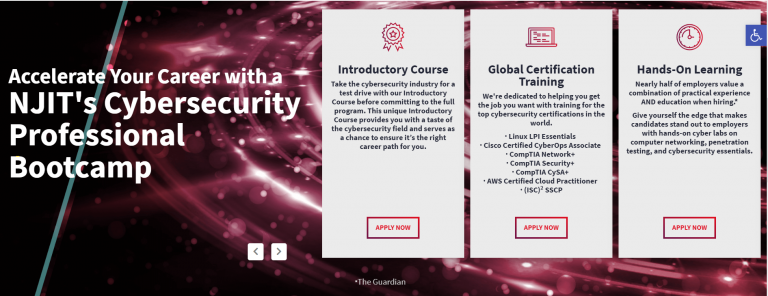 Accelerate Your Career with a
NJIT's Cybersecurity
Professional
Bootcamp
Introductory Course
Take the cybersecurity industry for a
test drive with our Introductory
Course before committing to the full
program. This unique Introductory
Course provides you with a taste of
the cybersecurity field and serves as
a chance to ensure it's the right
career path for you.
APPLY NOW
Global Certification
Training
We're dedicated to helping you get
the job you want with training for the
top cybersecurity certifications in the
world.
· Linux LPI Essentials
· Cisco Certified CyberOps Associate
· CompTIA Network+
· CompTIA Security+
· CompTIA CySA+
· AWS Certified Cloud Practitioner
· (ISC)² SSCP
APPLY NOW
Hands-On Learning
Nearly half of employers value a
combination of practical experience
AND education when hiring.*
Give yourself the edge that makes
candidates stand out to employers
with hands-on cyber labs on
computer networking, penetration
testing, and cybersecurity essentials.
APPLY NOW
*The Guardian